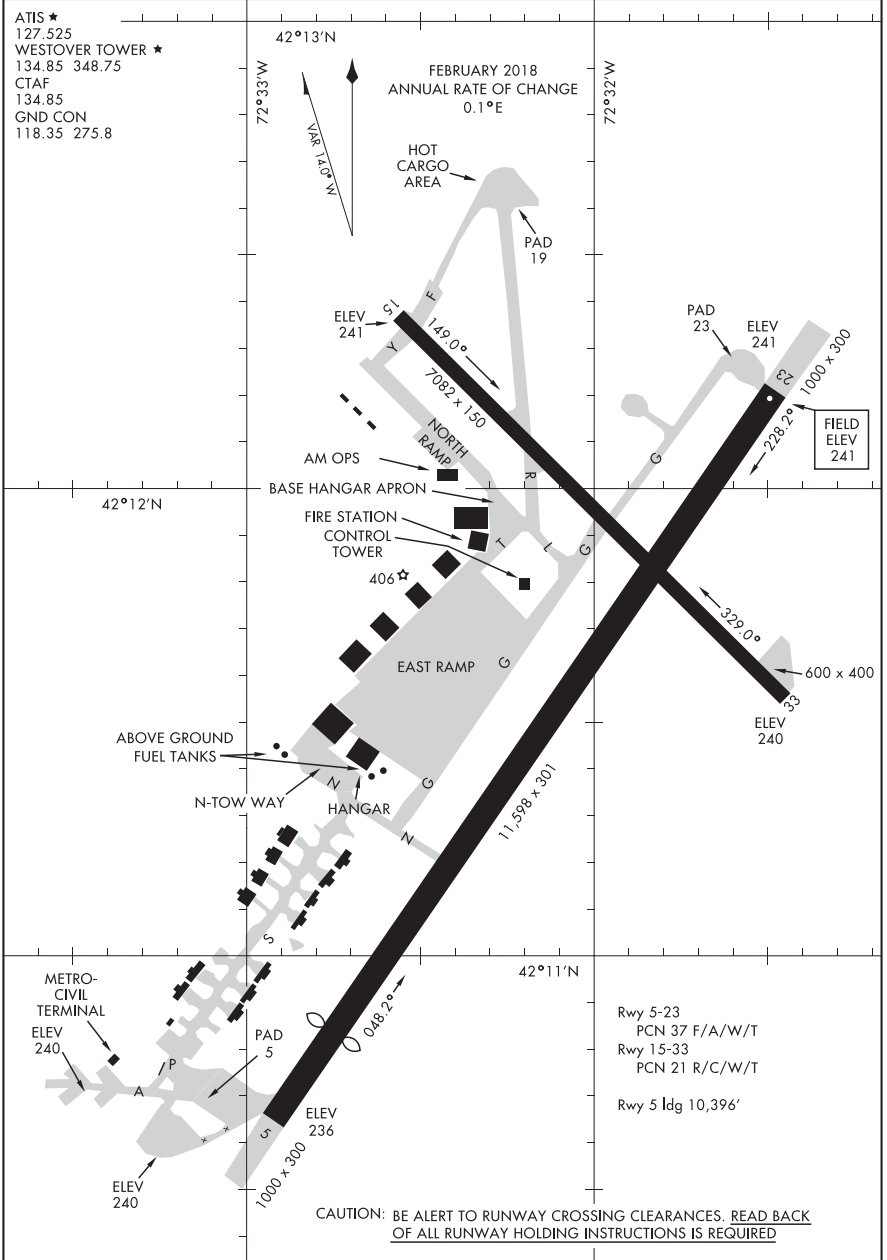 ATIS ★
127.525
WESTOVER TOWER ★
134.85 348.75
CTAF
134.85
GND CON
118.35 275.8
42°13'N
72°33'W
72°32'W
FEBRUARY 2018
ANNUAL RATE OF CHANGE
0.1°E
VAR 14.0° W
HOT
CARGO
AREA
PAD
19
F
15
ELEV
241
149.0°
Y
7082 x 150
PAD
23
ELEV
241
23
1000 x 300
228.2°
FIELD
ELEV
241
NORTH
RAMP
AM OPS
R
G
BASE HANGAR APRON
42°12'N
FIRE STATION
CONTROL
TOWER
T
L
G
406
329.0°
EAST RAMP
G
600 x 400
33
ELEV
240
ABOVE GROUND
FUEL TANKS
N
G
N-TOW WAY
HANGAR
N
11,598 x 301
S
42°11'N
METRO-
CIVIL
TERMINAL
ELEV
240
048.2°
PAD
5
P
A
ELEV
236
5
1000 x 300
ELEV
240
Rwy 5-23
PCN 37 F/A/W/T
Rwy 15-33
PCN 21 R/C/W/T
Rwy 5 ldg 10,396'
CAUTION: BE ALERT TO RUNWAY CROSSING CLEARANCES. READ BACK
OF ALL RUNWAY HOLDING INSTRUCTIONS IS REQUIRED